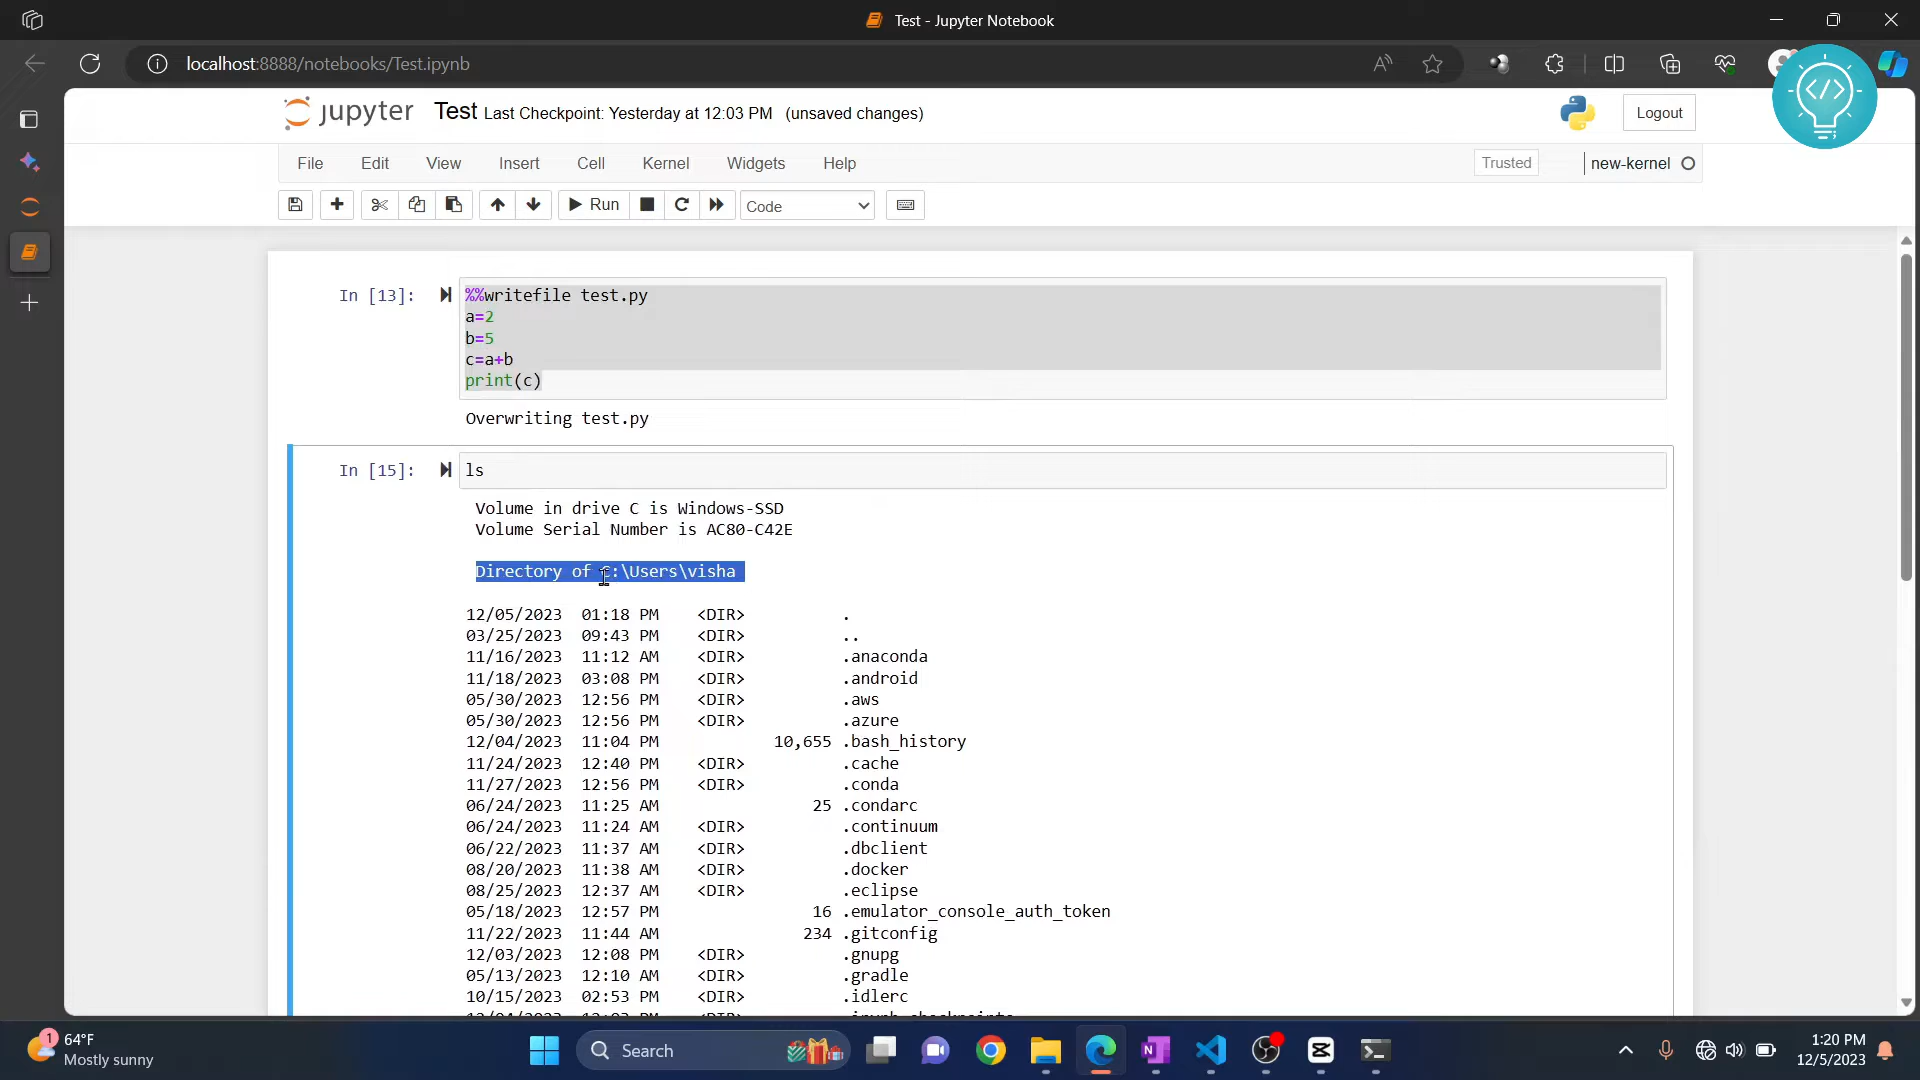 Test - Jupyter Notebook
localhost:8888/notebooks/Test.ipynb
jupyter Test Last Checkpoint: Yesterday at 12:03 PM (unsaved changes)
Logout
File Edit View Insert Cell Kernel Widgets Help
Trusted
new-kernel
Run
Code
In [13]:
%%writefile test.py
a=2
b=5
c=a+b
print(c)
Overwriting test.py
In [15]:
ls
Volume in drive C is Windows-SSD
Volume Serial Number is AC80-C42E
Directory of C:\Users\visha
12/05/2023 01:18 PM <DIR> .
03/25/2023 09:43 PM <DIR> ..
11/16/2023 11:12 AM <DIR> .anaconda
11/18/2023 03:08 PM <DIR> .android
05/30/2023 12:56 PM <DIR> .aws
05/30/2023 12:56 PM <DIR> .azure
12/04/2023 11:04 PM 10,655 .bash_history
11/24/2023 12:40 PM <DIR> .cache
11/27/2023 12:56 PM <DIR> .conda
06/24/2023 11:25 AM 25 .condarc
06/24/2023 11:24 AM <DIR> .continuum
06/22/2023 11:37 AM <DIR> .dbclient
08/20/2023 11:38 AM <DIR> .docker
08/25/2023 12:37 AM <DIR> .eclipse
05/18/2023 12:57 PM 16 .emulator_console_auth_token
11/22/2023 11:44 AM 234 .gitconfig
12/03/2023 12:08 PM <DIR> .gnupg
05/13/2023 12:10 AM <DIR> .gradle
10/15/2023 02:53 PM <DIR> .idlerc
1
64°F
Mostly sunny
Search
1:20 PM
12/5/2023